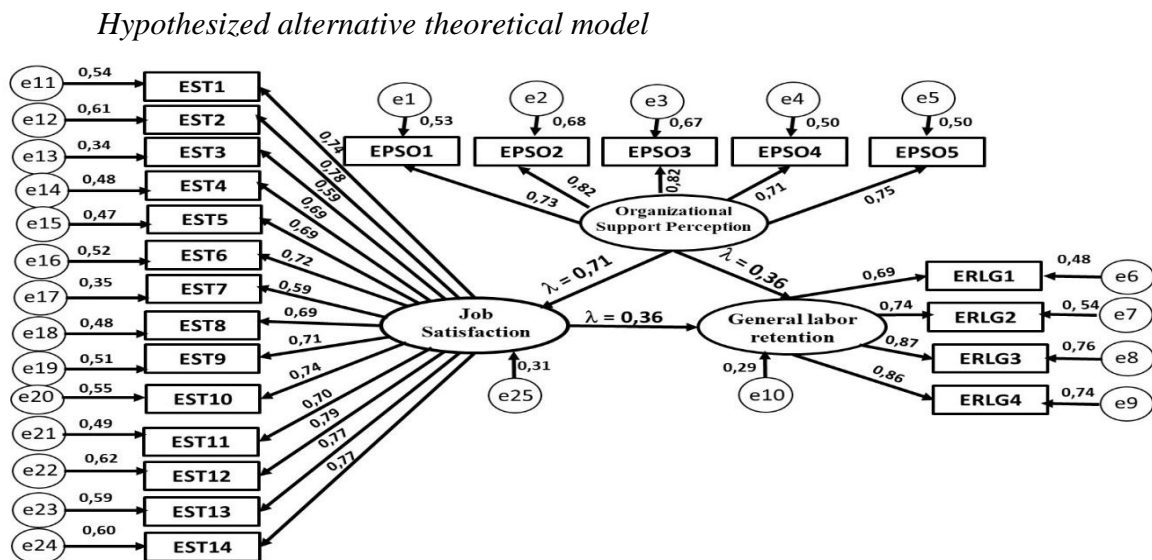 Hypothesized alternative theoretical model
e11 0,54 EST1
e12 0,61 EST2
e13 0,34 EST3
e14 0,48 EST4
e15 0,47 EST5
e16 0,52 EST6
e17 0,35 EST7
e18 0,48 EST8
e19 0,51 EST9
e20 0,55 EST10
e21 0,49 EST11
e22 0,62 EST12
e23 0,59 EST13
e24 0,60 EST14
0,74
0,78
0,59
0,69
0,69
0,72
0,59
0,69
0,71
0,74
0,70
0,79
0,77
0,77
Job
Satisfaction
0,31
e25
e1 e2 e3 e4 e5
0,53 0,68 0,67 0,50 0,50
EPSO1 EPSO2 EPSO3 EPSO4 EPSO5
0,73 0,82 0,82 0,71 0,75
Organizational
Support Perception
λ = 0,71
λ = 0,36
λ = 0,36
General labor
retention
0,29
e10
0,69 ERLG1 0,48 e6
0,74 ERLG2 0,54 e7
0,87 ERLG3 0,76 e8
0,86 ERLG4 0,74 e9